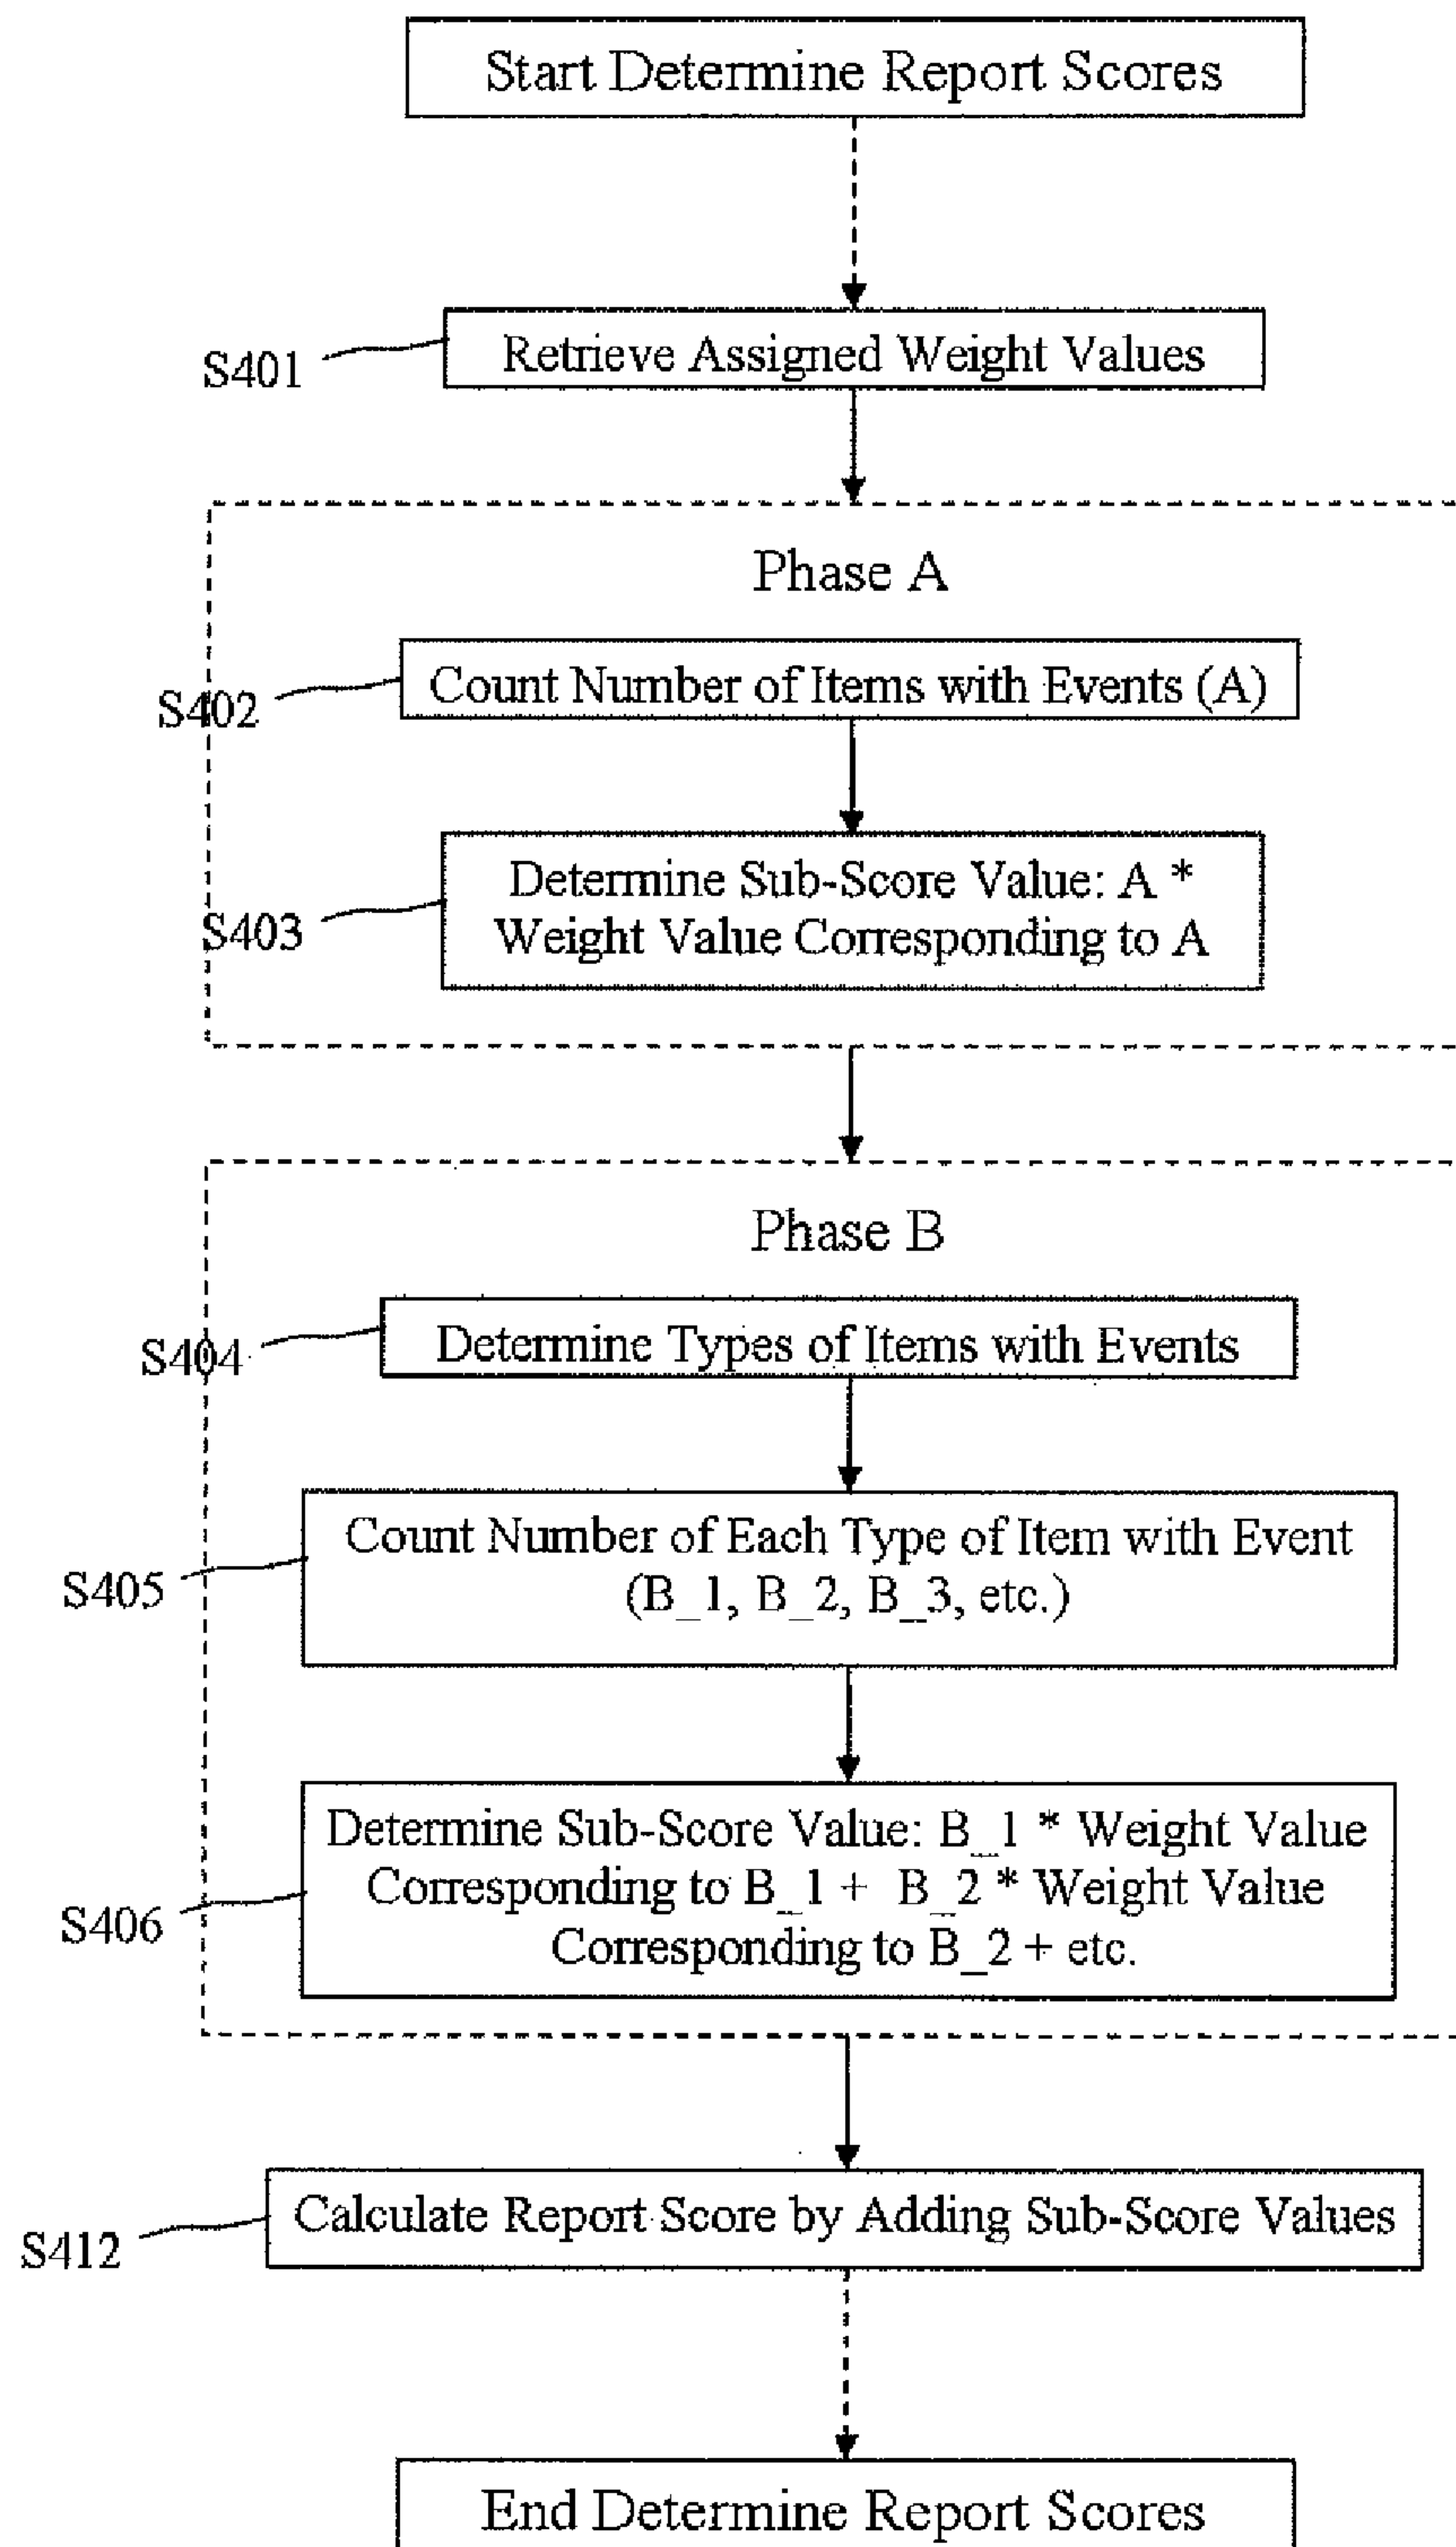 Start Determine Report Scores
S401
Retrieve Assigned Weight Values
Phase A
S402
Count Number of Items with Events (A)
S403
Determine Sub-Score Value: A *
Weight Value Corresponding to A
Phase B
S404
Determine Types of Items with Events
S405
Count Number of Each Type of Item with Event
(B_1, B_2, B_3, etc.)
S406
Determine Sub-Score Value: B_1 * Weight Value
Corresponding to B_1 + B_2 * Weight Value
Corresponding to B_2 + etc.
S412
Calculate Report Score by Adding Sub-Score Values
End Determine Report Scores